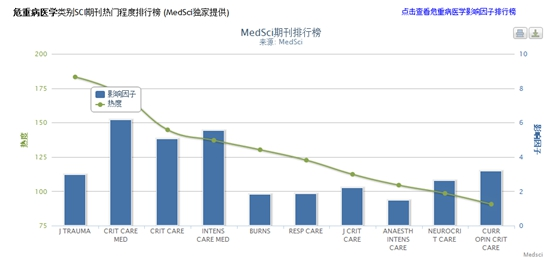 危重病医学类别SCI期刊热门程度排行榜 (MedSci独家提供)
点击查看危重病医学影响因子排行榜
MedSci期刊排行榜
来源: MedSci
影响因子
热度
200
175
150
125
100
75
热度
10
8
6
4
2
0
影响因子
J TRAUMA
CRIT CARE
MED
CRIT CARE
INTENS
CARE MED
BURNS
RESP CARE
J CRIT
CARE
ANAESTH
INTENS
CARE
NEUROCRI
T CARE
CURR
OPIN CRIT
CARE
Medsci